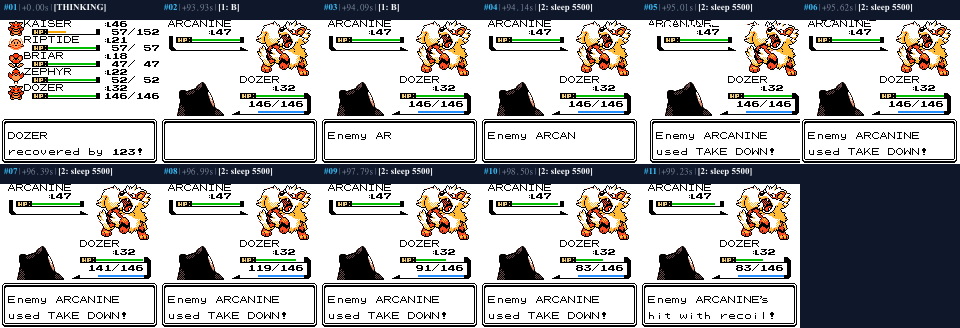 #01|+0.00s|[THINKING]
KAISER :L46
HP: 57/152
RIPTIDE :L21
HP: 57/ 57
BRIAR :L18
HP: 47/ 47
ZEPHYR :L22
HP: 52/ 52
DOZER :L32
HP: 146/146
DOZER
recovered by 123!
#02|+93.93s|[1: B]
ARCANINE
:L47
HP:
DOZER
:L32
HP:
146/146
#03|+94.09s|[1: B]
ARCANINE
:L47
HP:
DOZER
:L32
HP:
146/146
Enemy AR
#04|+94.14s|[2: sleep 5500]
ARCANINE
:L47
HP:
DOZER
:L32
HP:
146/146
Enemy ARCAN
#05|+95.01s|[2: sleep 5500]
ARCANINE
:L47
HP:
DOZER
:L32
HP:
146/146
Enemy ARCANINE
used TAKE DOWN!
#06|+95.62s|[2: sleep 5500]
ARCANINE
:L47
HP:
DOZER
:L32
HP:
146/146
Enemy ARCANINE
used TAKE DOWN!
#07|+96.39s|[2: sleep 5500]
ARCANINE
:L47
HP:
DOZER
:L32
HP:
141/146
Enemy ARCANINE
used TAKE DOWN!
#08|+96.99s|[2: sleep 5500]
ARCANINE
:L47
HP:
DOZER
:L32
HP:
119/146
Enemy ARCANINE
used TAKE DOWN!
#09|+97.79s|[2: sleep 5500]
ARCANINE
:L47
HP:
DOZER
:L32
HP:
91/146
Enemy ARCANINE
used TAKE DOWN!
#10|+98.50s|[2: sleep 5500]
ARCANINE
:L47
HP:
DOZER
:L32
HP:
83/146
Enemy ARCANINE
used TAKE DOWN!
#11|+99.23s|[2: sleep 5500]
ARCANINE
:L47
HP:
DOZER
:L32
HP:
83/146
Enemy ARCANINE's
hit with recoil!